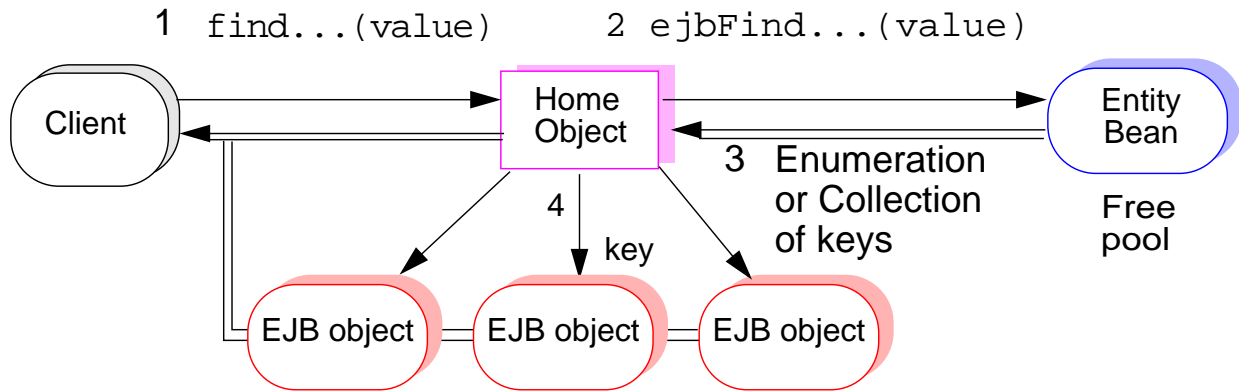 1 find...(value)
2 ejbFind...(value)
Client
Home
Object
Entity
Bean
3 Enumeration
or Collection
of keys
Free
pool
4
key
EJB object
EJB object
EJB object